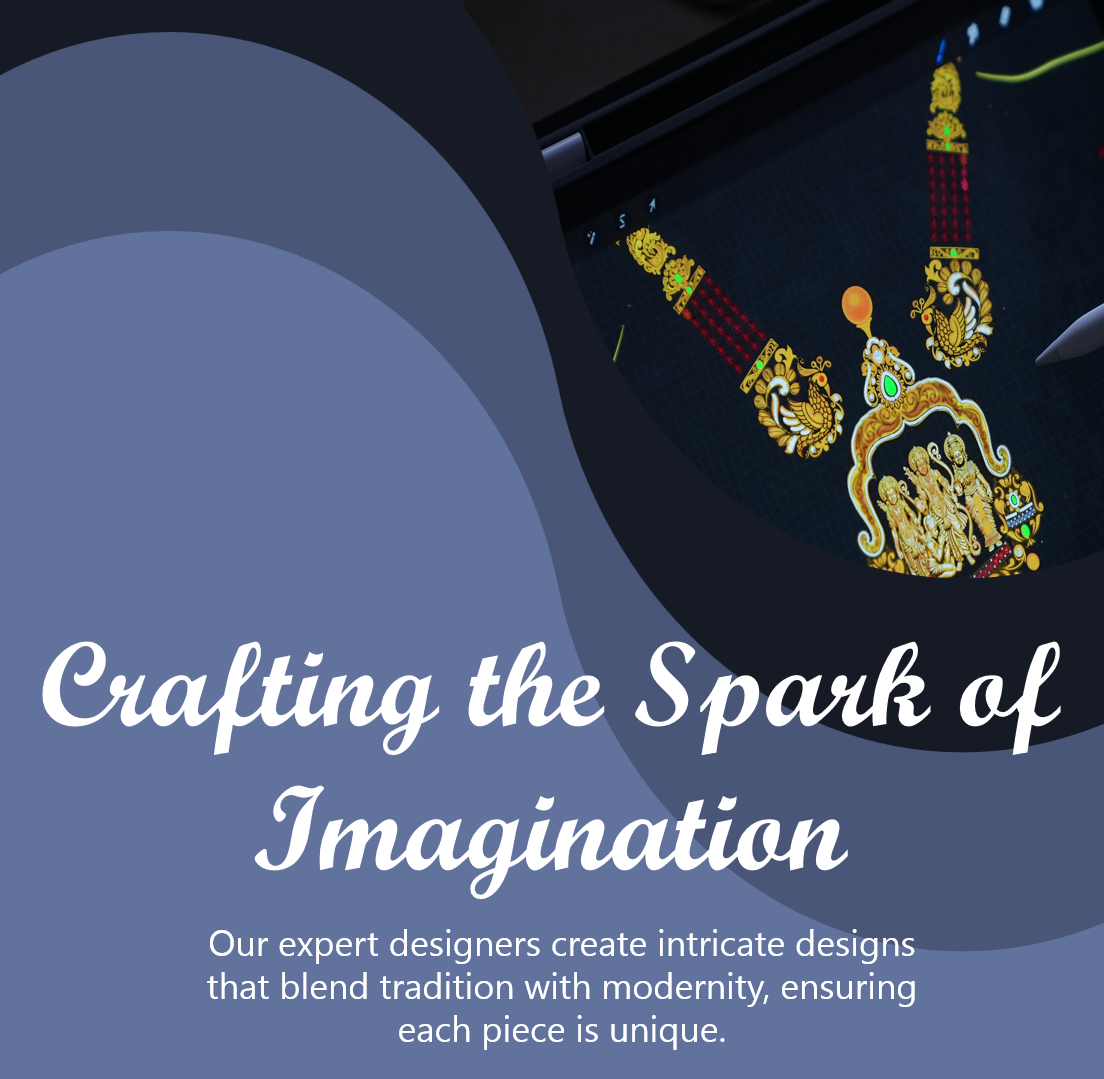 Crafting the Spark of
Imagination
Our expert designers create intricate designs
that blend tradition with modernity, ensuring
each piece is unique.